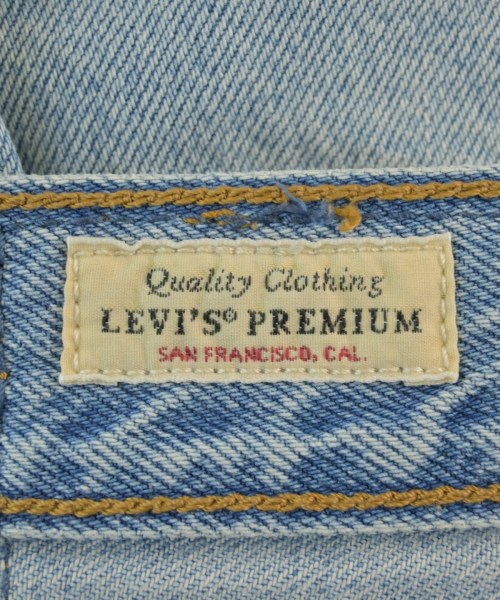 Quality Clothing
LEVI'S® PREMIUM
SAN FRANCISCO, CAL.